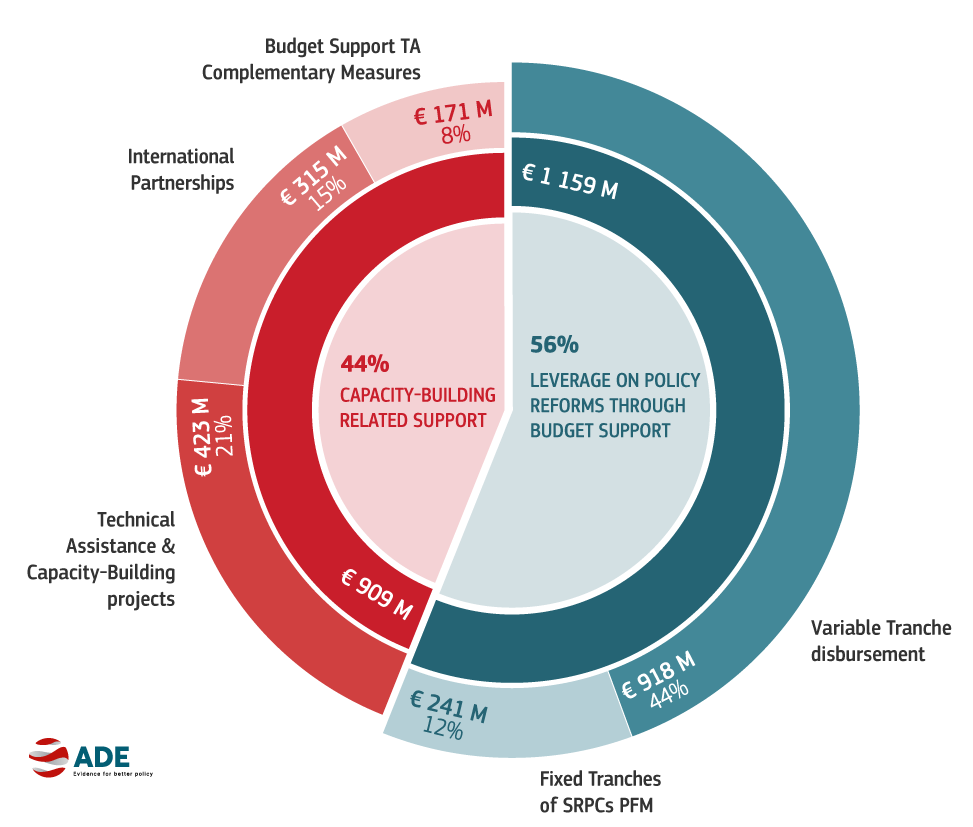 Budget Support TA
Complementary Measures
€ 171 M
8%
International
Partnerships
€ 315 M
15%
€ 1 159 M
44%
CAPACITY-BUILDING
RELATED SUPPORT
56%
LEVERAGE ON POLICY
REFORMS THROUGH
BUDGET SUPPORT
€ 423 M
21%
Technical
Assistance &
Capacity-Building
projects
€ 909 M
Variable Tranche
disbursement
€ 918 M
44%
€ 241 M
12%
Fixed Tranches
of SRPCs PFM
ADE
Evidence for better policy